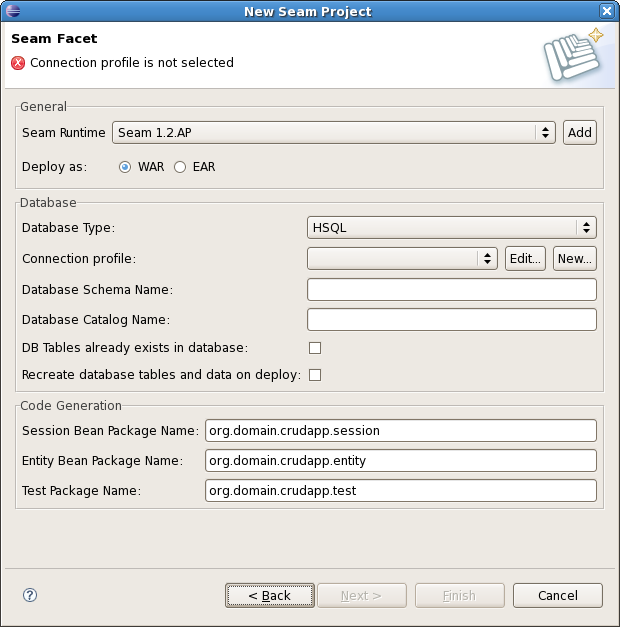 New Seam Project
Seam Facet
Connection profile is not selected
General
Seam Runtime Seam 1.2.AP Add
Deploy as: WAR EAR
Database
Database Type: HSQL
Connection profile: Edit... New...
Database Schema Name:
Database Catalog Name:
DB Tables already exists in database:
Recreate database tables and data on deploy:
Code Generation
Session Bean Package Name: org.domain.crudapp.session
Entity Bean Package Name: org.domain.crudapp.entity
Test Package Name: org.domain.crudapp.test
? < Back Next > Finish Cancel